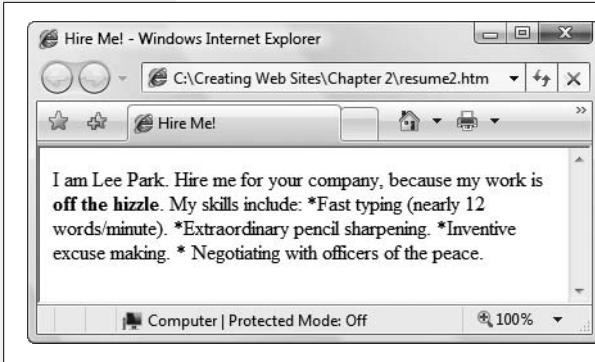 Hire Me! - Windows Internet Explorer
C:\Creating Web Sites\Chapter 2\resume2.htm
Hire Me!
I am Lee Park. Hire me for your company, because my work is
off the hizzle. My skills include: *Fast typing (nearly 12
words/minute). *Extraordinary pencil sharpening. *Inventive
excuse making. * Negotiating with officers of the peace.
Computer | Protected Mode: Off 100%